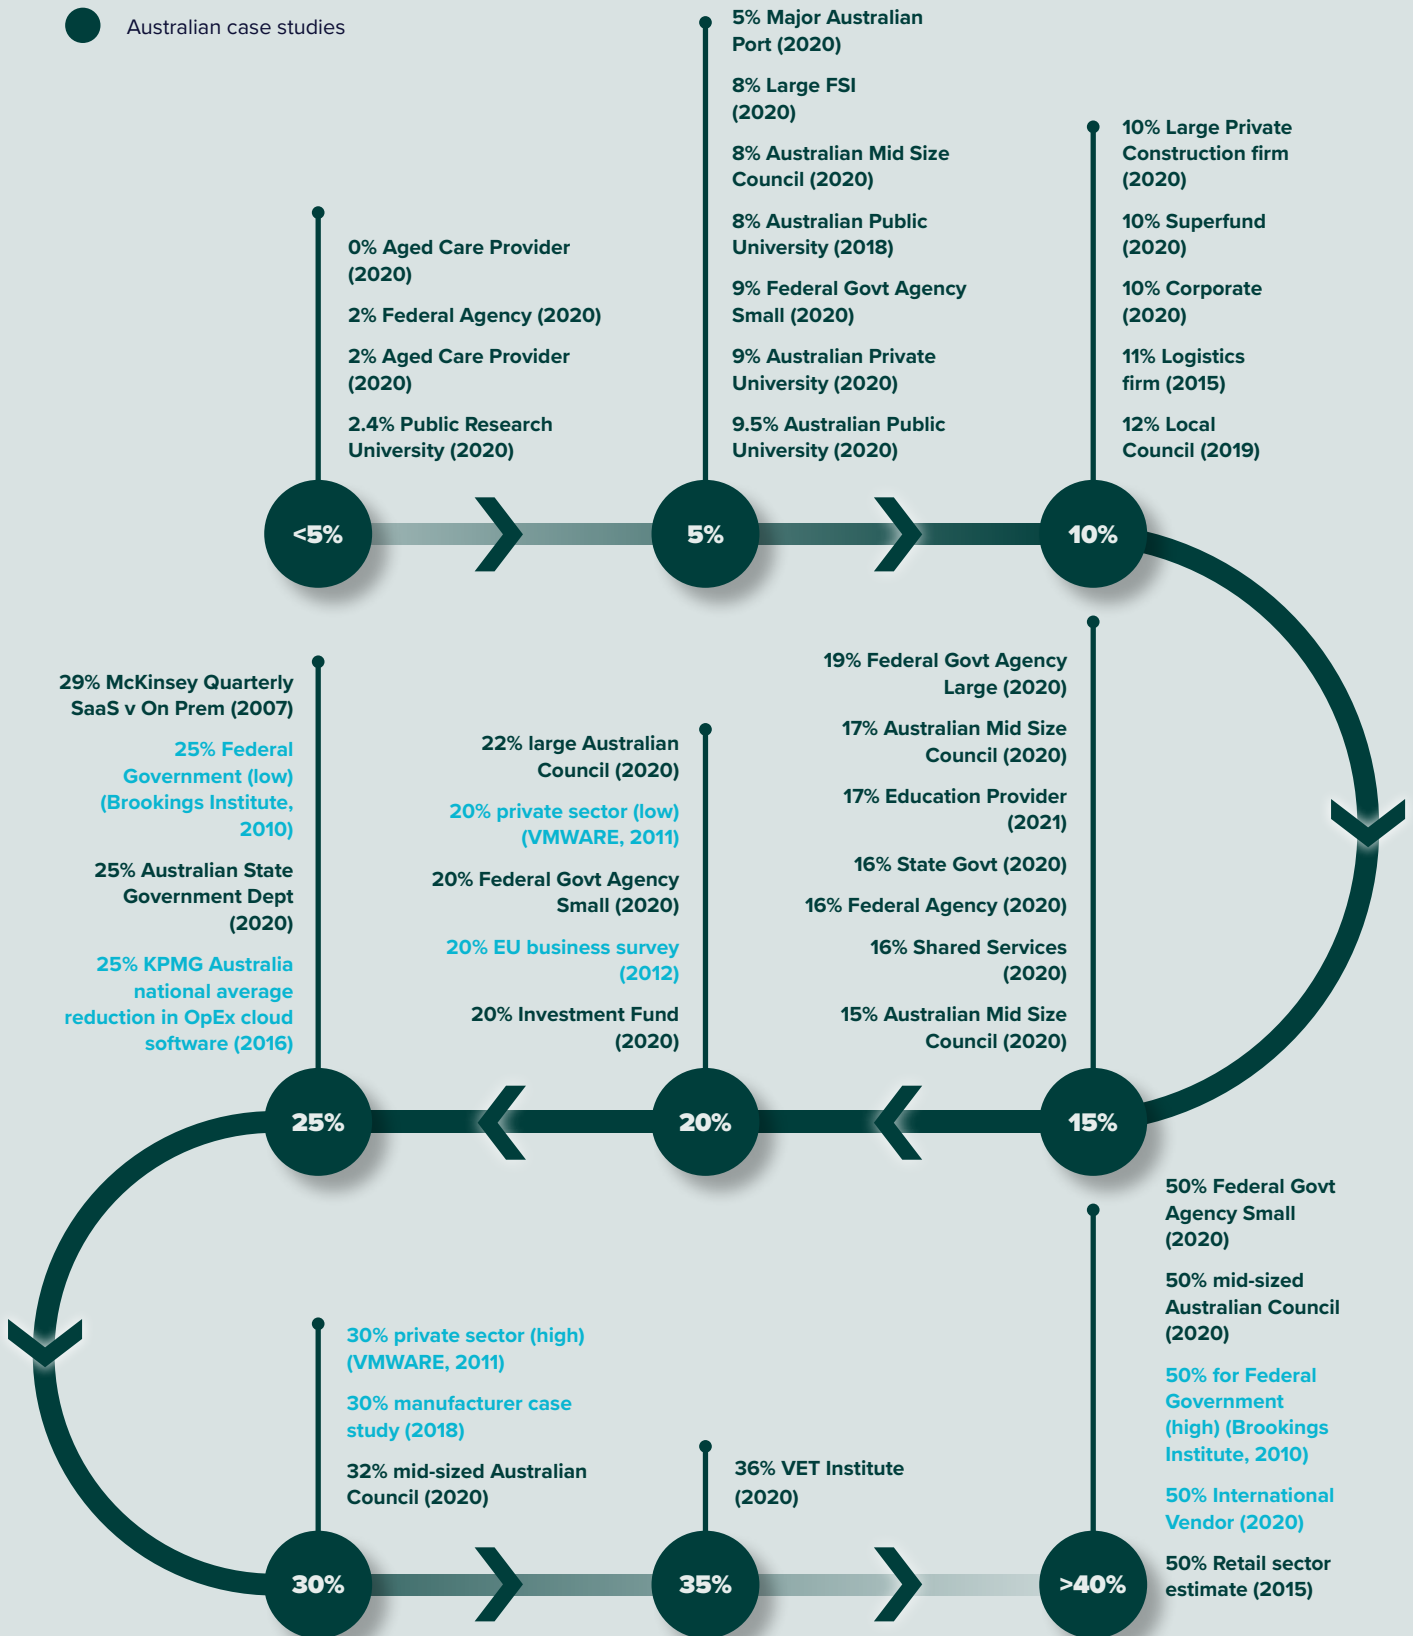 Australian case studies
0% Aged Care Provider
(2020)
2% Federal Agency (2020)
2% Aged Care Provider
(2020)
2.4% Public Research
University (2020)
<5%
5% Major Australian
Port (2020)
8% Large FSI
(2020)
8% Australian Mid Size
Council (2020)
8% Australian Public
University (2018)
9% Federal Govt Agency
Small (2020)
9% Australian Private
University (2020)
9.5% Australian Public
University (2020)
5%
10% Large Private
Construction firm
(2020)
10% Superfund
(2020)
10% Corporate
(2020)
11% Logistics
firm (2015)
12% Local
Council (2019)
10%
19% Federal Govt Agency
Large (2020)
17% Australian Mid Size
Council (2020)
17% Education Provider
(2021)
16% State Govt (2020)
16% Federal Agency (2020)
16% Shared Services
(2020)
15% Australian Mid Size
Council (2020)
15%
22% large Australian
Council (2020)
20% private sector (low)
(VMWARE, 2011)
20% Federal Govt Agency
Small (2020)
20% EU business survey
(2012)
20% Investment Fund
(2020)
20%
29% McKinsey Quarterly
SaaS v On Prem (2007)
25% Federal
Government (low)
(Brookings Institute,
2010)
25% Australian State
Government Dept
(2020)
25% KPMG Australia
national average
reduction in OpEx cloud
software (2016)
25%
30% private sector (high)
(VMWARE, 2011)
30% manufacturer case
study (2018)
32% mid-sized Australian
Council (2020)
30%
36% VET Institute
(2020)
35%
50% Federal Govt
Agency Small
(2020)
50% mid-sized
Australian Council
(2020)
50% for Federal
Government
(high) (Brookings
Institute, 2010)
50% International
Vendor (2020)
50% Retail sector
estimate (2015)
>40%